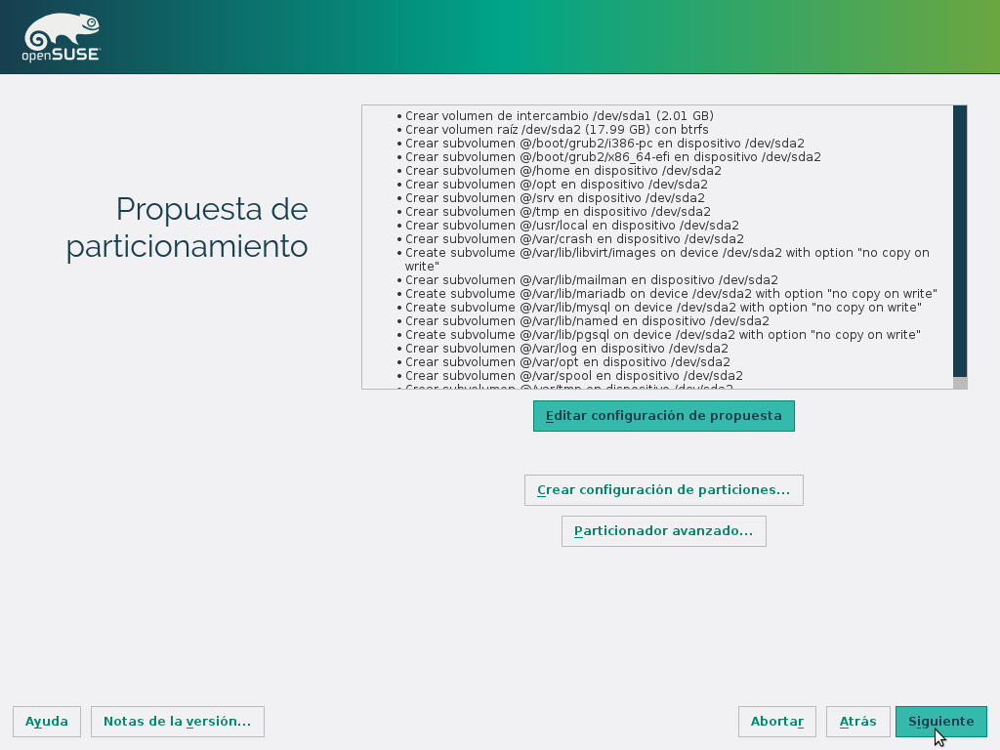 openSUSE
Propuesta de
particionamiento
• Crear volumen de intercambio /dev/sda1 (2.01 GB)
• Crear volumen raíz /dev/sda2 (17.99 GB) con btrfs
• Crear subvolumen @/boot/grub2/i386-pc en dispositivo /dev/sda2
• Crear subvolumen @/boot/grub2/x86_64-efi en dispositivo /dev/sda2
• Crear subvolumen @/home en dispositivo /dev/sda2
• Crear subvolumen @/opt en dispositivo /dev/sda2
• Crear subvolumen @/srv en dispositivo /dev/sda2
• Crear subvolumen @/tmp en dispositivo /dev/sda2
• Crear subvolumen @/usr/local en dispositivo /dev/sda2
• Crear subvolumen @/var/crash en dispositivo /dev/sda2
• Create subvolume @/var/lib/libvirt/images on device /dev/sda2 with option "no copy on
write"
• Crear subvolumen @/var/lib/mailman en dispositivo /dev/sda2
• Create subvolume @/var/lib/mariadb on device /dev/sda2 with option "no copy on write"
• Create subvolume @/var/lib/mysql on device /dev/sda2 with option "no copy on write"
• Crear subvolumen @/var/lib/named en dispositivo /dev/sda2
• Create subvolume @/var/lib/pgsql on device /dev/sda2 with option "no copy on write"
• Crear subvolumen @/var/log en dispositivo /dev/sda2
• Crear subvolumen @/var/opt en dispositivo /dev/sda2
• Crear subvolumen @/var/spool en dispositivo /dev/sda2
• Crear subvolumen @/var/tmp en dispositivo /dev/sda2
Editar configuración de propuesta
Crear configuración de particiones...
Particionador avanzado...
Ayuda
Notas de la versión...
Abortar
Atrás
Siguiente